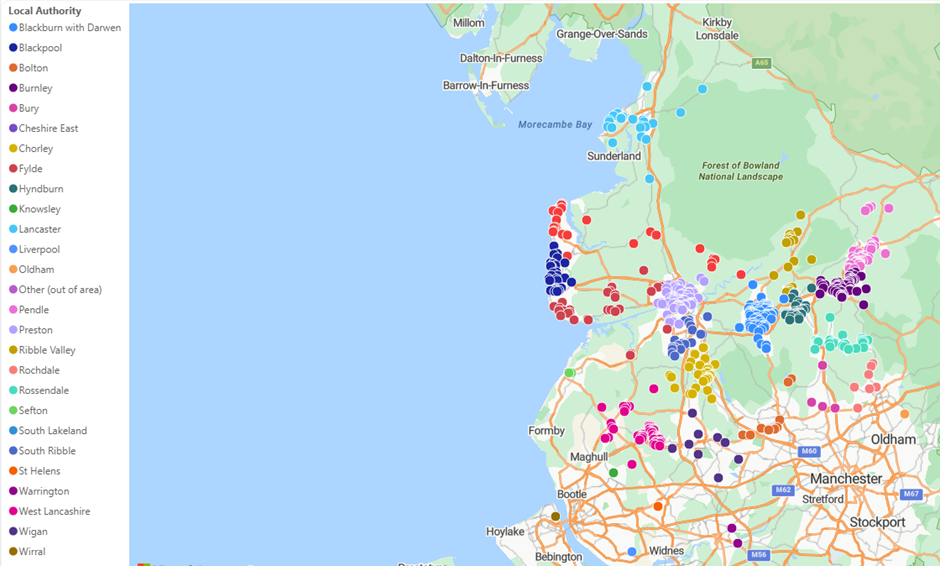 Local Authority
Blackburn with Darwen
Blackpool
Bolton
Burnley
Bury
Cheshire East
Chorley
Fylde
Hyndburn
Knowsley
Lancaster
Liverpool
Oldham
Other (out of area)
Pendle
Preston
Ribble Valley
Rochdale
Rossendale
Sefton
South Lakeland
South Ribble
St Helens
Warrington
West Lancashire
Wigan
Wirral
Millom
Kirkby
Lonsdale
Grange-Over-Sands
Dalton-In-Furness
A65
Barrow-In-Furness
Morecambe Bay
Sunderland
Forest of Bowland
National Landscape
Formby
Oldham
M60
Maghull
Manchester
M62
Bootle
Stretford
M67
Stockport
Hoylake
Widnes
M56
Bebington